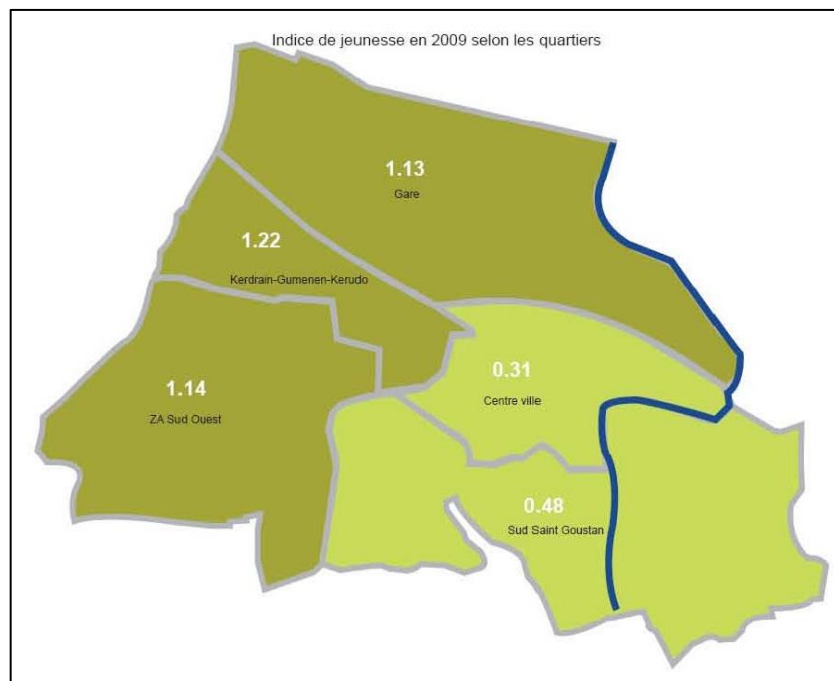 Indice de jeunesse en 2009 selon les quartiers
1.13
Gare
1.22
Kerdrain-Gumenen-Kerudo
1.14
ZA Sud Ouest
0.31
Centre ville
0.48
Sud Saint Goustan